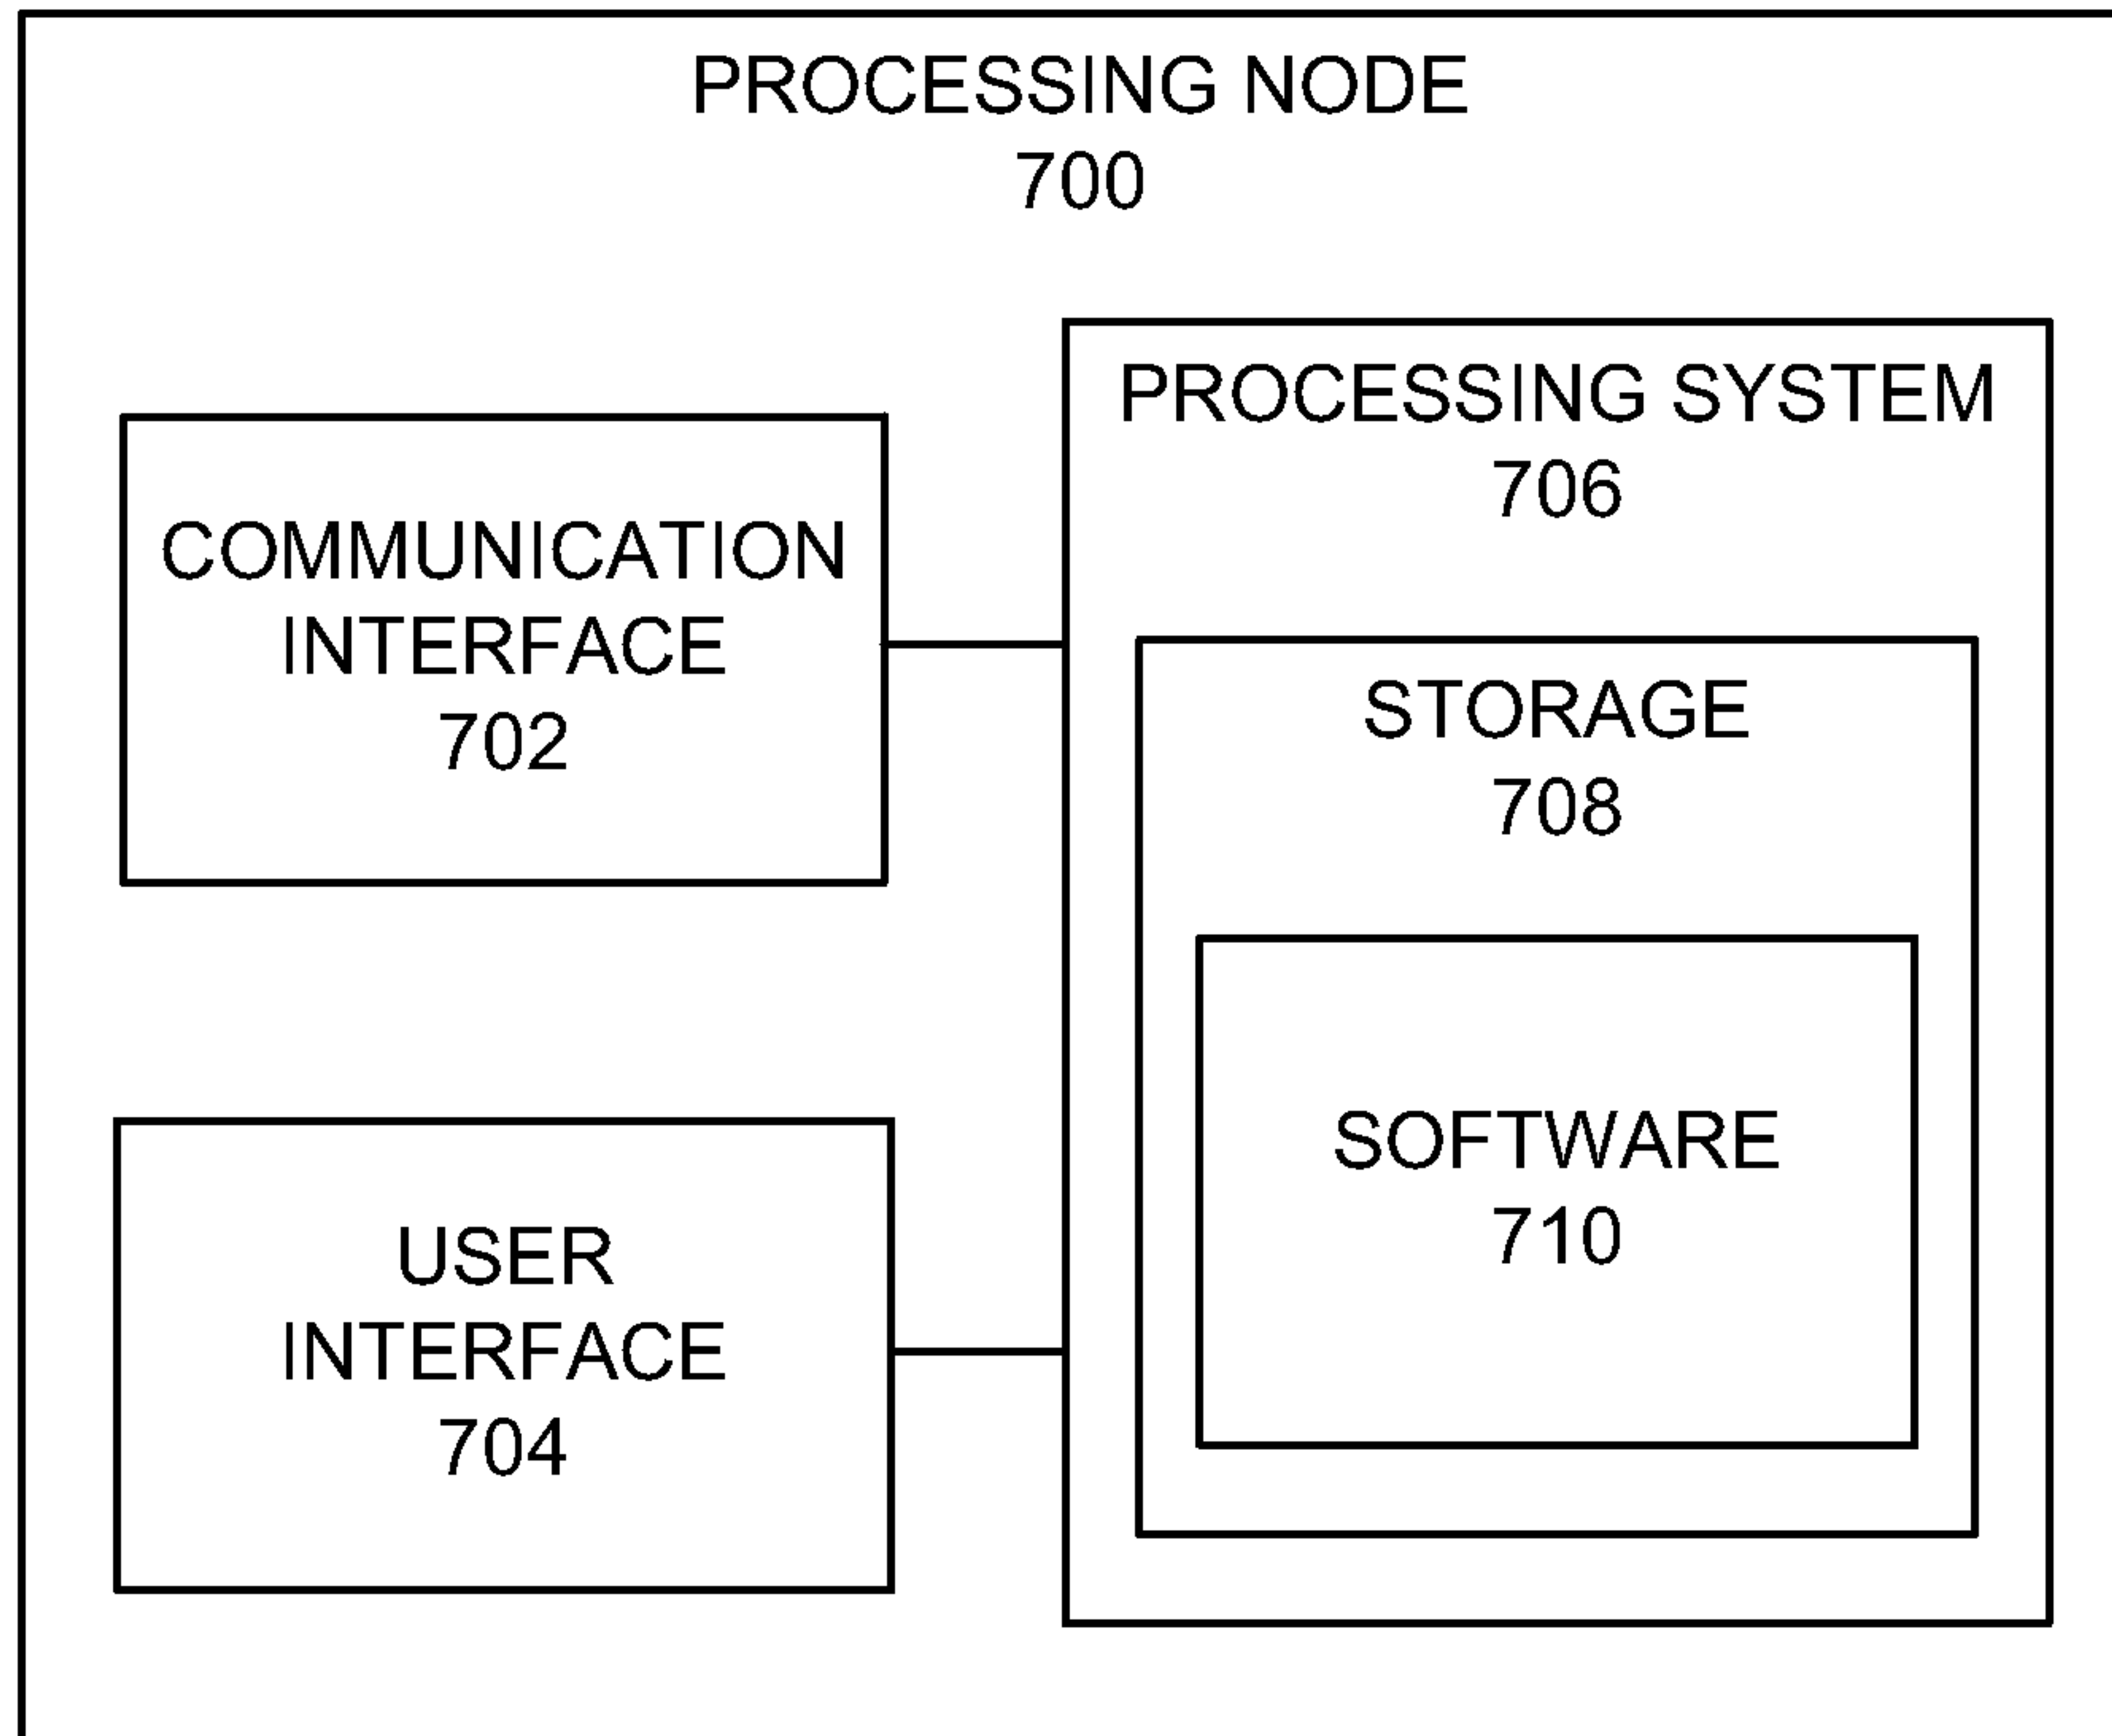 PROCESSING NODE
700
COMMUNICATION
INTERFACE
702
USER
INTERFACE
704
PROCESSING SYSTEM
706
STORAGE
708
SOFTWARE
710